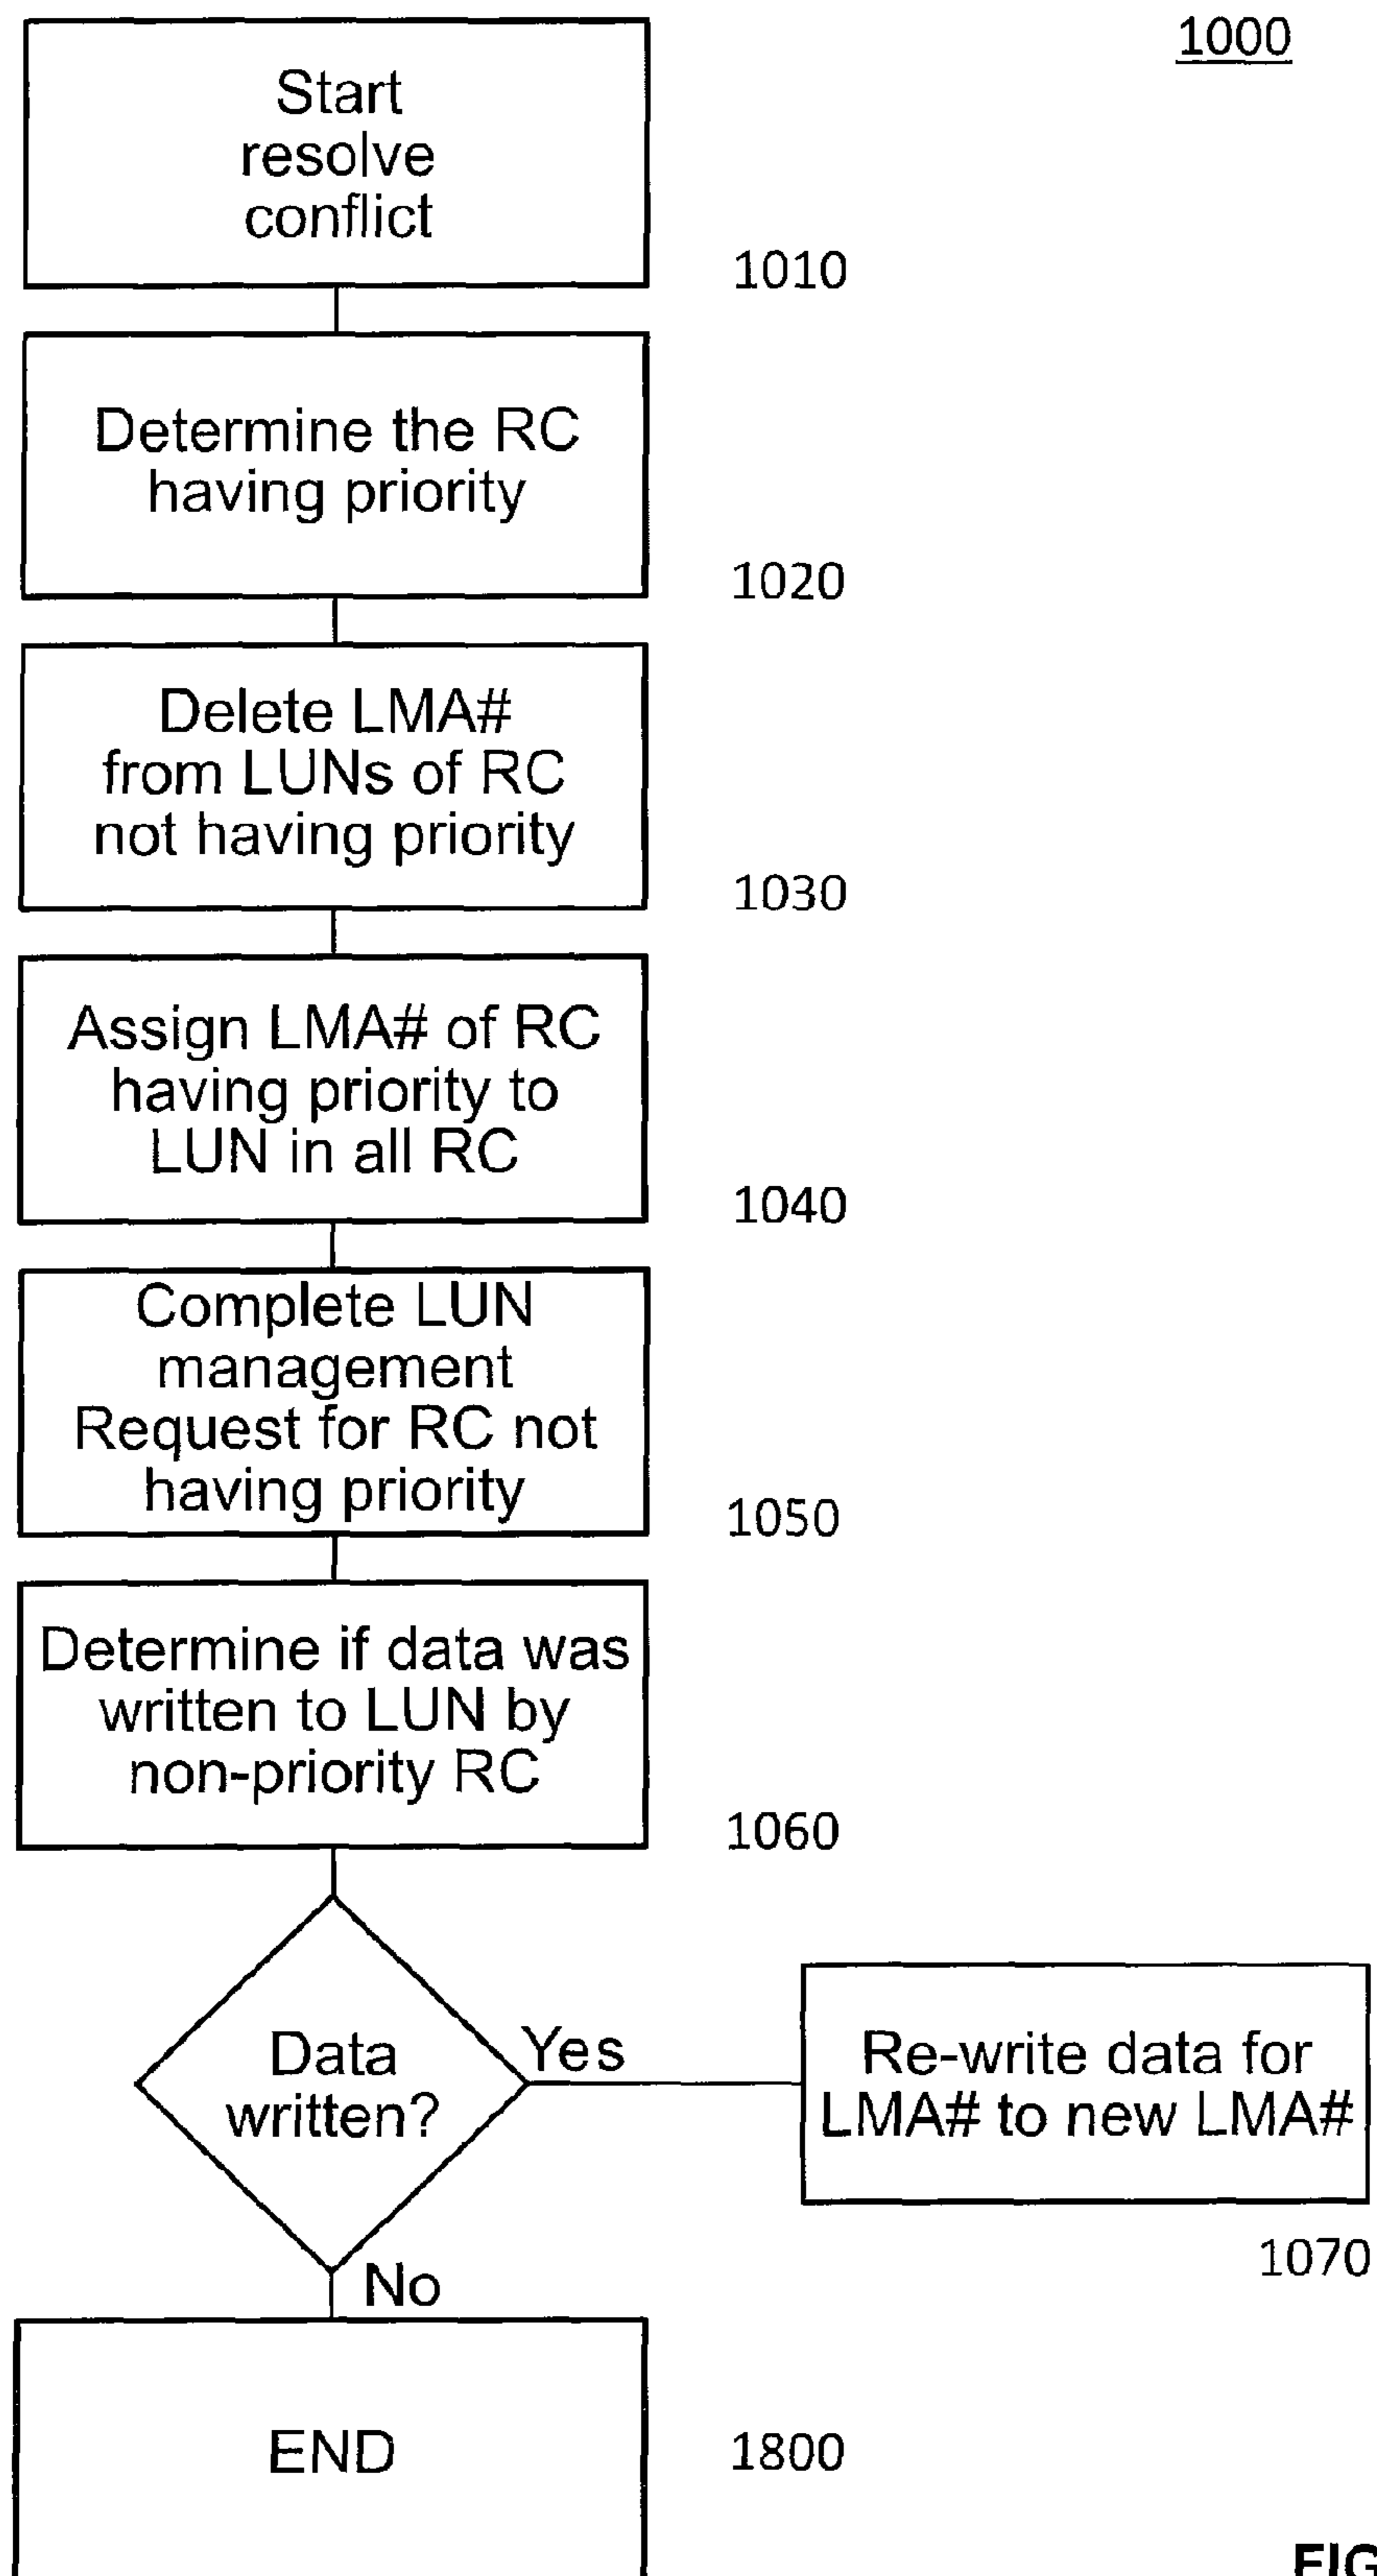 1000
Start
resolve
conflict
1010
Determine the RC
having priority
1020
Delete LMA#
from LUNs of RC
not having priority
1030
Assign LMA# of RC
having priority to
LUN in all RC
1040
Complete LUN
management
Request for RC not
having priority
1050
Determine if data was
written to LUN by
non-priority RC
1060
Data
written?
Yes
Re-write data for
LMA# to new LMA#
1070
No
END
1800
FIG